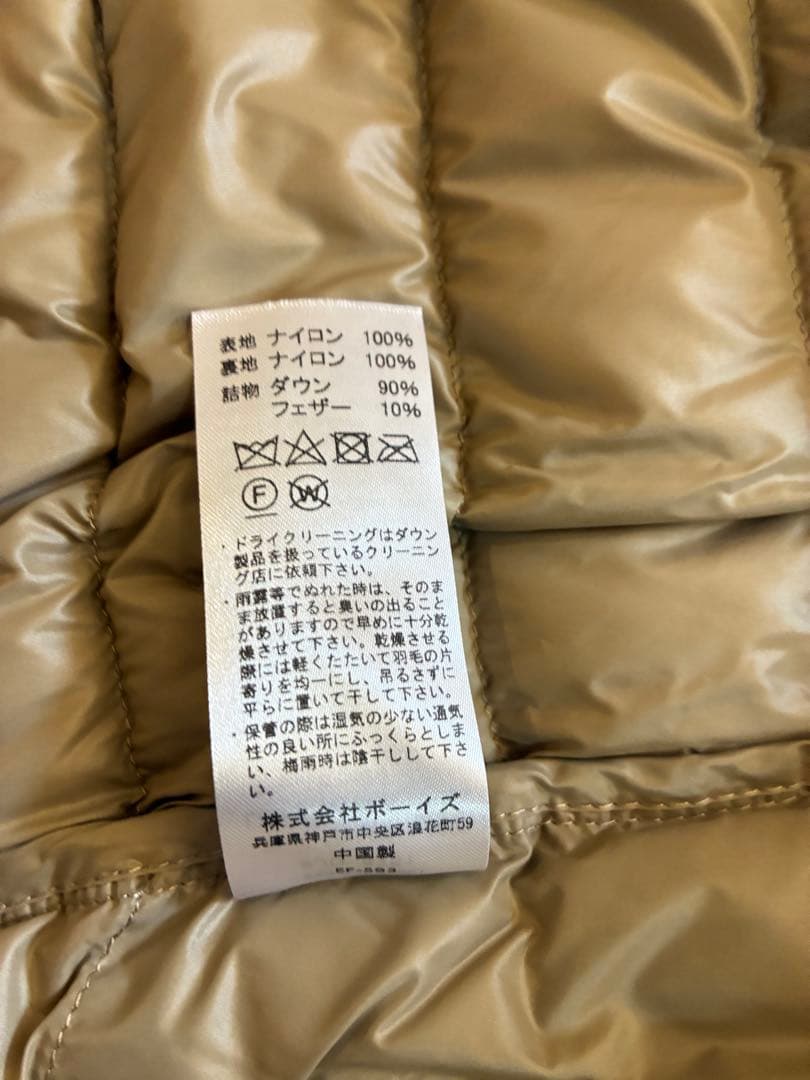 表地 ナイロン 100%
裏地 ナイロン 100%
詰物 ダウン 90%
フェザー 10%
F W
・ドライクリーニングはダウン
製品を扱っているクリーニン
グ店に依頼下さい。
・雨露等でぬれた時は、そのま
ま放置すると臭いの出ること
がありますので早めに十分乾
燥させて下さい。乾燥させる
際には軽くたたいて羽毛の片
寄りを均一にし、吊るさずに
平らに置いて干して下さい。
・保管の際は湿気の少ない通気
性の良い所にふっくらとしま
い、梅雨時は陰干しして下さ
い。
株式会社ボーイズ
兵庫県神戸市中央区浪花町59
中国製